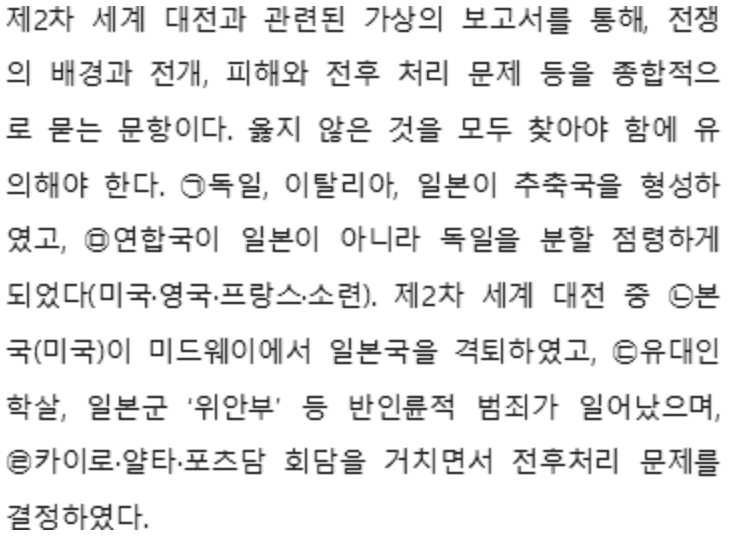 제2차 세계 대전과 관련된 가상의 보고서를 통해, 전쟁
의 배경과 전개, 피해와 전후 처리 문제 등을 종합적으
로 묻는 문항이다. 옳지 않은 것을 모두 찾아야 함에 유
의해야 한다. ㉠독일, 이탈리아, 일본이 추축국을 형성하
였고, ㉤연합국이 일본이 아니라 독일을 분할 점령하게
되었다(미국·영국·프랑스·소련). 제2차 세계 대전 중 ㉡본
국(미국)이 미드웨이에서 일본국을 격퇴하였고, ㉢유대인
학살, 일본군 '위안부' 등 반인륜적 범죄가 일어났으며,
㉣카이로·얄타·포츠담 회담을 거치면서 전후처리 문제를
결정하였다.